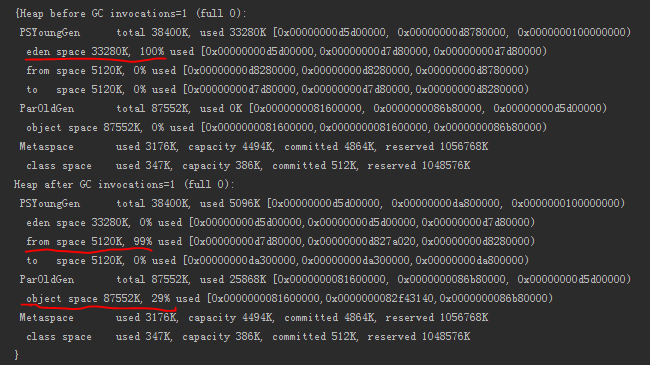 {Heap before GC invocations=1 (full 0):
PSYoungGen total 38400K, used 33280K [0x00000000d5d00000, 0x00000000d8780000, 0x0000000100000000)
eden space 33280K, 100% used [0x00000000d5d00000,0x00000000d7d80000,0x00000000d7d80000)
from space 5120K, 0% used [0x00000000d8280000,0x00000000d8280000,0x00000000d8780000)
to space 5120K, 0% used [0x00000000d7d80000,0x00000000d7d80000,0x00000000d8280000)
ParOldGen total 87552K, used 0K [0x0000000081600000, 0x0000000086b80000, 0x00000000d5d00000)
object space 87552K, 0% used [0x0000000081600000,0x0000000081600000,0x0000000086b80000)
Metaspace used 3176K, capacity 4494K, committed 4864K, reserved 1056768K
class space used 347K, capacity 386K, committed 512K, reserved 1048576K
Heap after GC invocations=1 (full 0):
PSYoungGen total 38400K, used 5096K [0x00000000d5d00000, 0x00000000da800000, 0x0000000100000000)
eden space 33280K, 0% used [0x00000000d5d00000,0x00000000d5d00000,0x00000000d7d80000)
from space 5120K, 99% used [0x00000000d7d80000,0x00000000d827a020,0x00000000d8280000)
to space 5120K, 0% used [0x00000000da300000,0x00000000da300000,0x00000000da800000)
ParOldGen total 87552K, used 25868K [0x0000000081600000, 0x0000000086b80000, 0x00000000d5d00000)
object space 87552K, 29% used [0x0000000081600000,0x0000000082f43140,0x0000000086b80000)
Metaspace used 3176K, capacity 4494K, committed 4864K, reserved 1056768K
class space used 347K, capacity 386K, committed 512K, reserved 1048576K
}